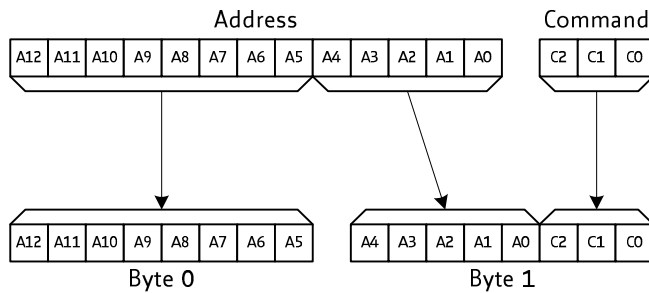 Address Command
A12 A11 A10 A9 A8 A7 A6 A5 A4 A3 A2 A1 A0 C2 C1 C0
A12 A11 A10 A9 A8 A7 A6 A5 A4 A3 A2 A1 A0 C2 C1 C0
Byte 0 Byte 1